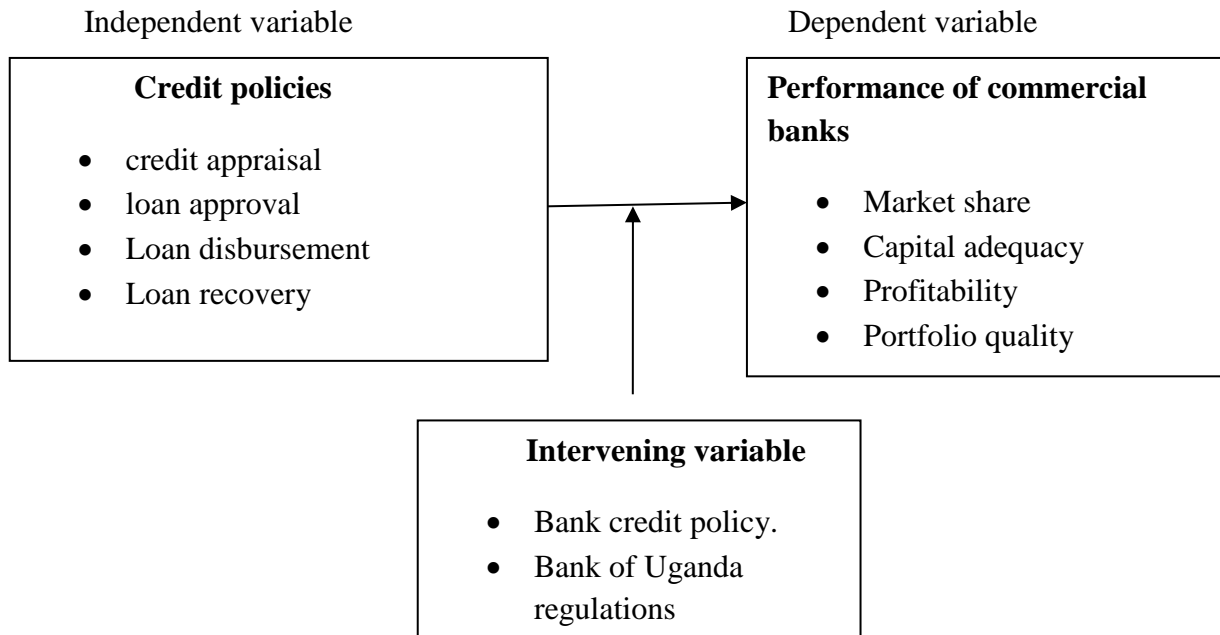 Independent variable
Dependent variable
Credit policies
• credit appraisal
• loan approval
• Loan disbursement
• Loan recovery
Performance of commercial
banks
• Market share
• Capital adequacy
• Profitability
• Portfolio quality
Intervening variable
• Bank credit policy.
• Bank of Uganda
regulations